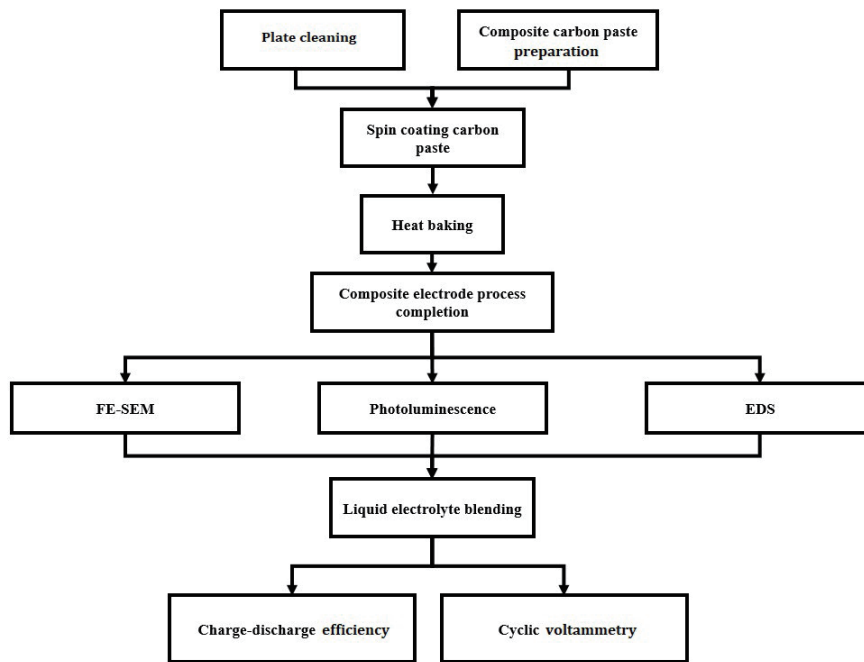 Plate cleaning
Composite carbon paste
preparation
Spin coating carbon
paste
Heat baking
Composite electrode process
completion
FE-SEM
Photoluminescence
EDS
Liquid electrolyte blending
Charge-discharge efficiency
Cyclic voltammetry